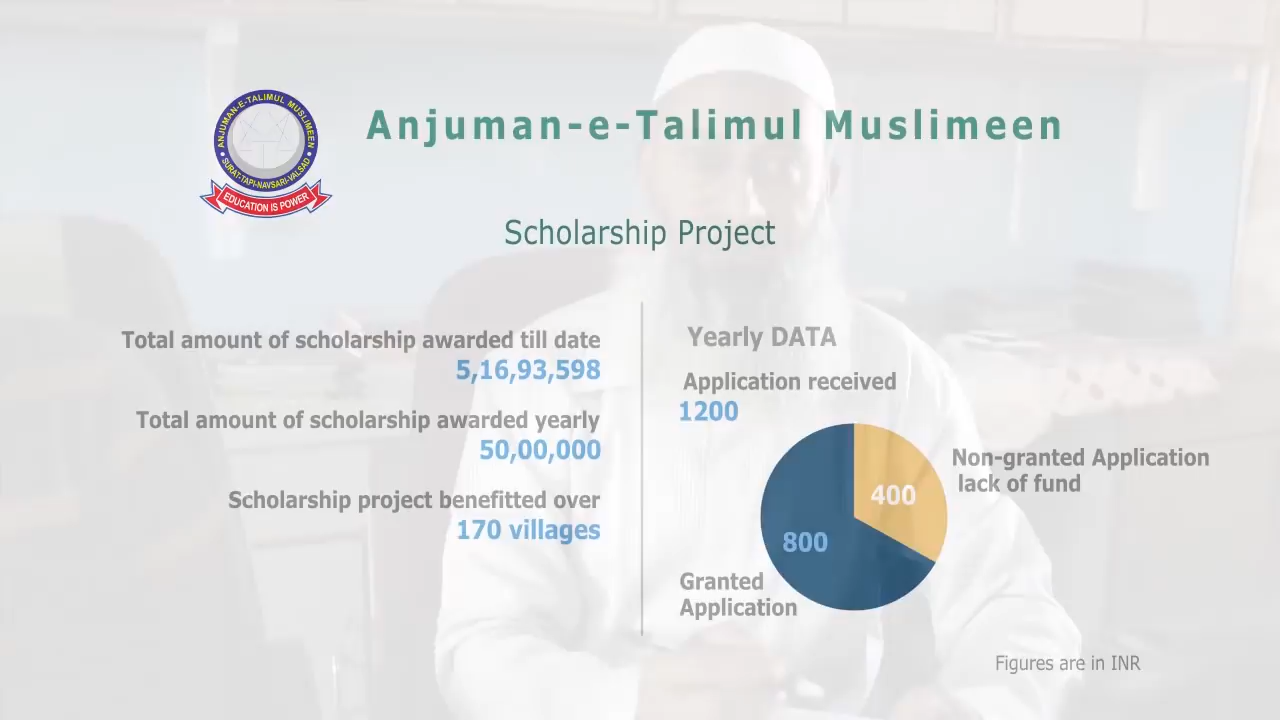 ANJUMAN-E-TALIMUL MUSLIMEEN
SURAT-TAPI-NAVSARI-VALSAD
EDUCATION IS POWER
Anjuman-e-Talimul Muslimeen
Scholarship Project
Total amount of scholarship awarded till date
5,16,93,598
Total amount of scholarship awarded yearly
50,00,000
Scholarship project benefitted over
170 villages
Yearly DATA
Application received
1200
Non-granted Application
lack of fund
400
800
Granted
Application
Figures are in INR